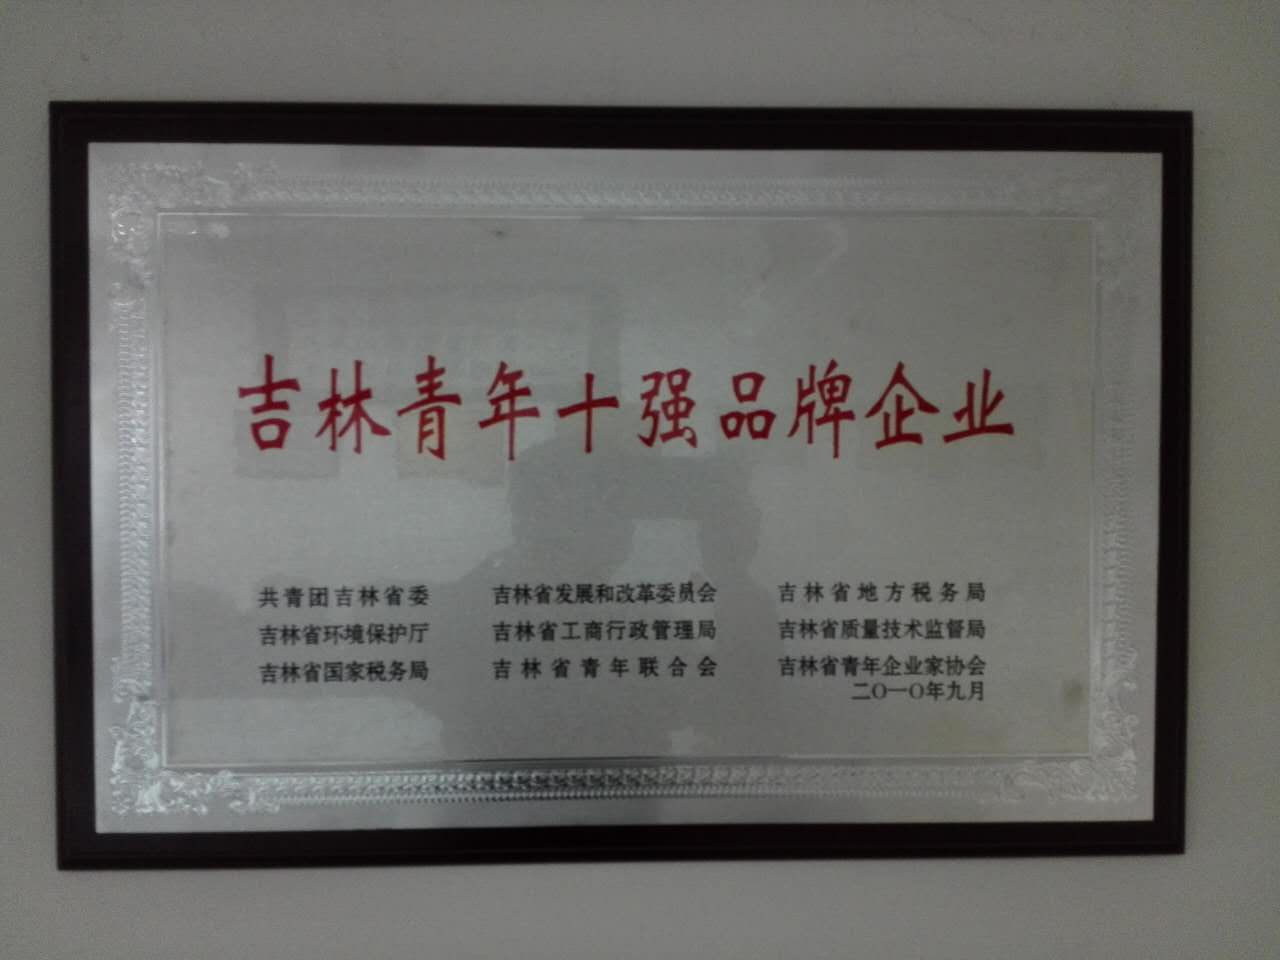 吉林青年十强品牌企业
共青团吉林省委 吉林省发展和改革委员会 吉林省地方税务局
吉林省环境保护厅 吉林省工商行政管理局 吉林省质量技术监督局
吉林省国家税务局 吉林省青年联合会 吉林省青年企业家协会
二〇一〇年九月